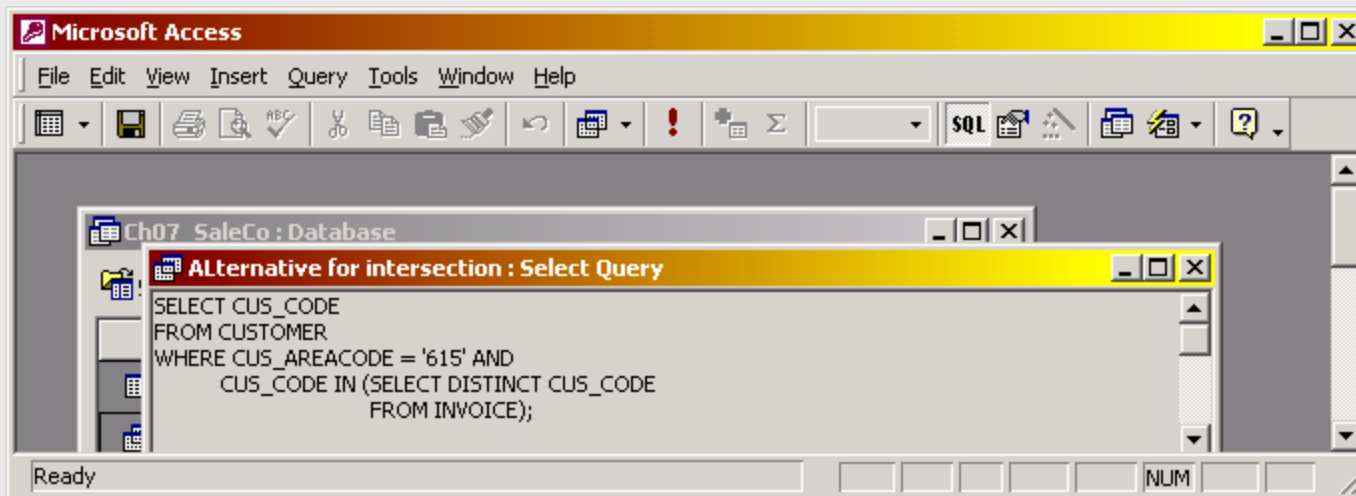 Microsoft Access
File Edit View Insert Query Tools Window Help
ABC SQL
Ch07_SaleCo : Database
ALternative for intersection : Select Query
SELECT CUS_CODE
FROM CUSTOMER
WHERE CUS_AREACODE = '615' AND
CUS_CODE IN (SELECT DISTINCT CUS_CODE
FROM INVOICE);
Ready NUM